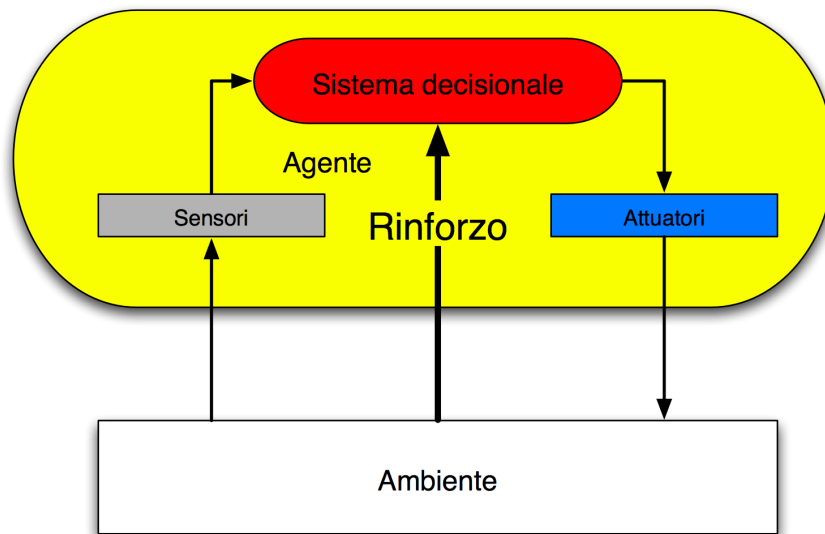 Sistema decisionale
Agente
Sensori
Rinforzo
Attuatori
Ambiente